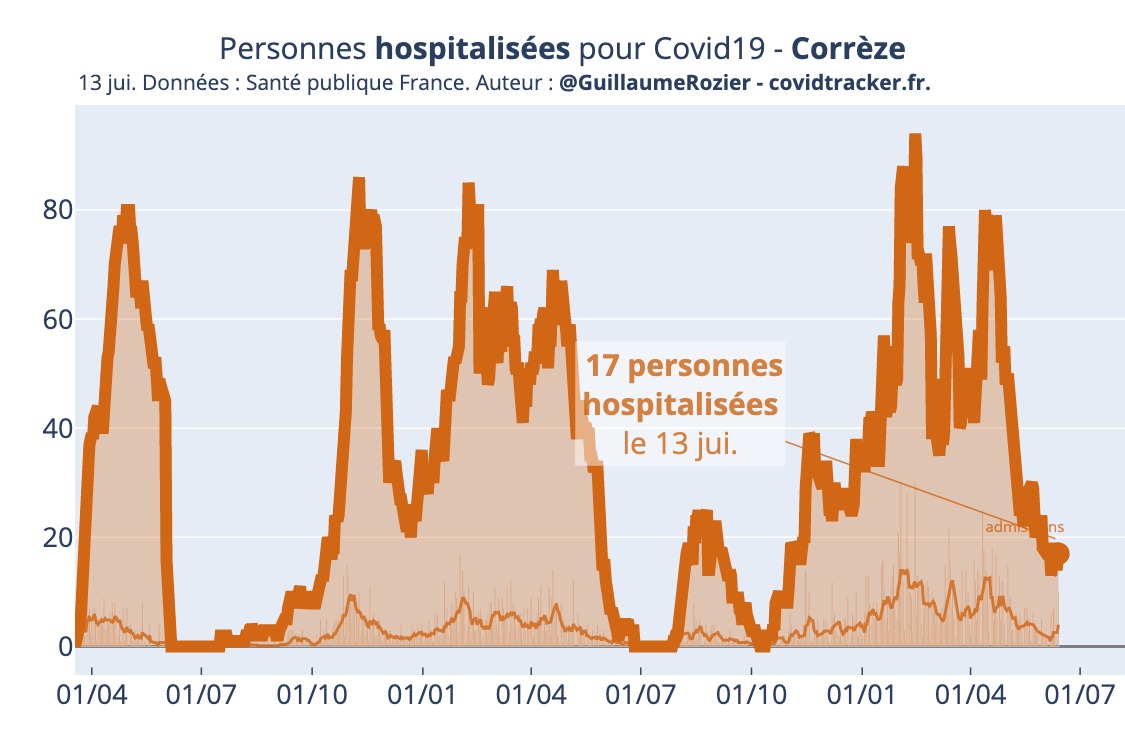 Personnes hospitalisées pour Covid19 - Corrèze
13 jui. Données : Santé publique France. Auteur : @GuillaumeRozier - covidtracker.fr.
80
60
40
20
0
17 personnes
hospitalisées
le 13 jui.
admissions
01/04 01/07 01/10 01/01 01/04 01/07 01/10 01/01 01/04 01/07